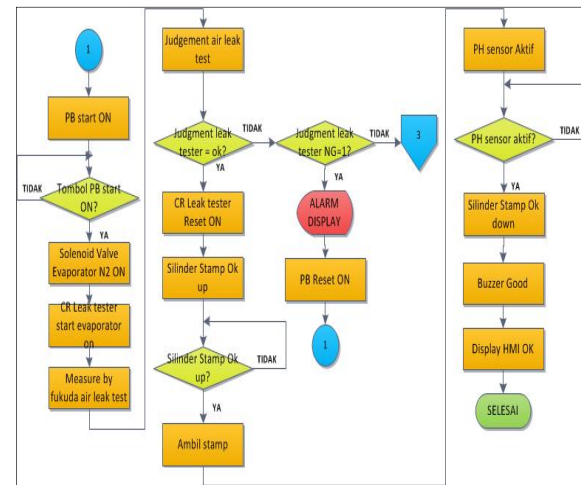 1
PB start ON
Tombol PB start
ON?
TIDAK
YA
Solenoid Valve
Evaporator N2 ON
CR Leak tester
start evaporator
on
Measure by
fukuda air leak test
Judgement air leak
test
Judgment leak
tester = ok?
TIDAK
YA
CR Leak tester
Reset ON
Silinder Stamp Ok
up
Silinder Stamp Ok
up?
TIDAK
YA
Ambil stamp
Judgment leak
tester NG=1?
TIDAK
3
YA
ALARM
DISPLAY
PB Reset ON
1
PH sensor Aktif
PH sensor aktif?
TIDAK
YA
Silinder Stamp Ok
down
Buzzer Good
Display HMI OK
SELESAI